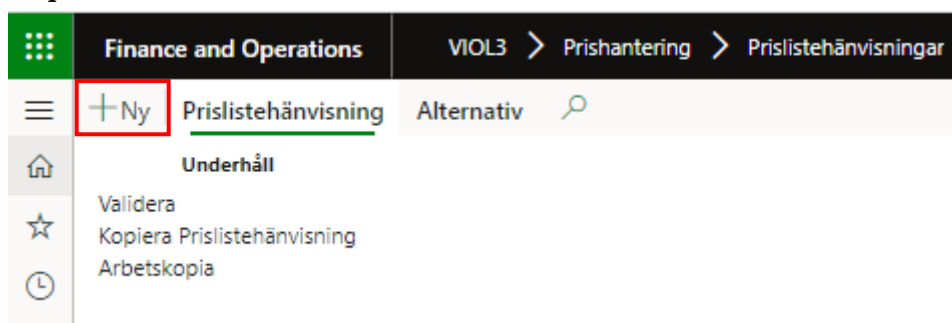 Finance and Operations VIOL3 > Prishantering > Prislistehänvisningar
+Ny Prislistehänvisning Alternativ
Underhåll
Validera
Kopiera Prislistehänvisning
Arbetskopia